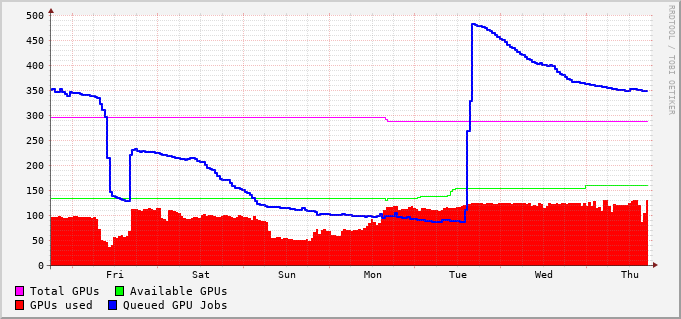 500
450
400
350
300
250
200
150
100
50
0
Fri Sat Sun Mon Tue Wed Thu
Total GPUs Available GPUs
GPUs used Queued GPU Jobs
RRDTOOL / TOBI OETIKER